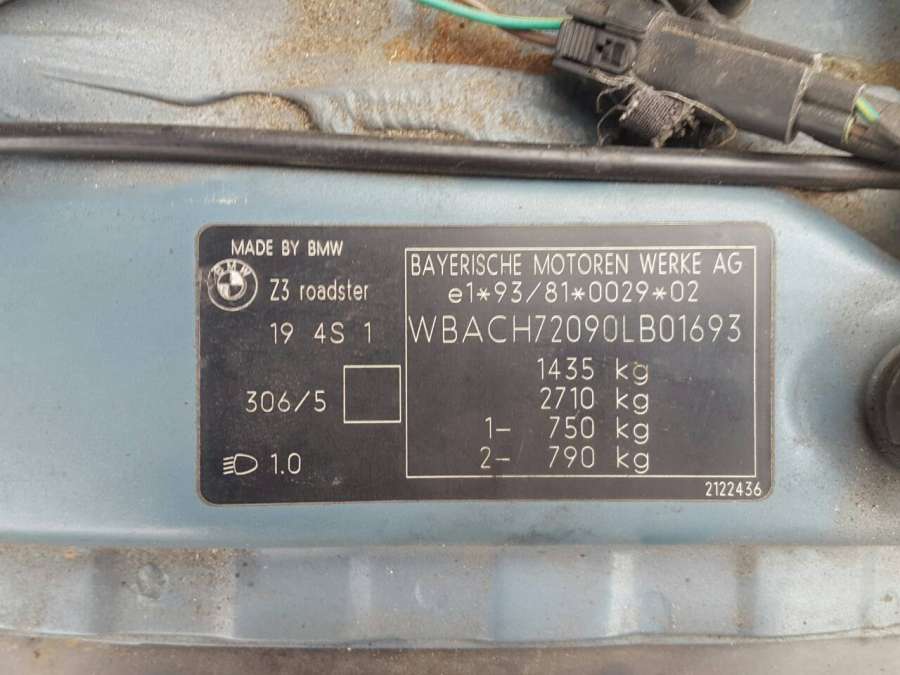 MADE BY BMW
BMW
Z3 roadster
19 4S 1
306/5
1.0
BAYERISCHE MOTOREN WERKE AG
e1*93/81*0029*02
WBACH72090LB01693
1435 kg
2710 kg
1- 750 kg
2- 790 kg
2122436